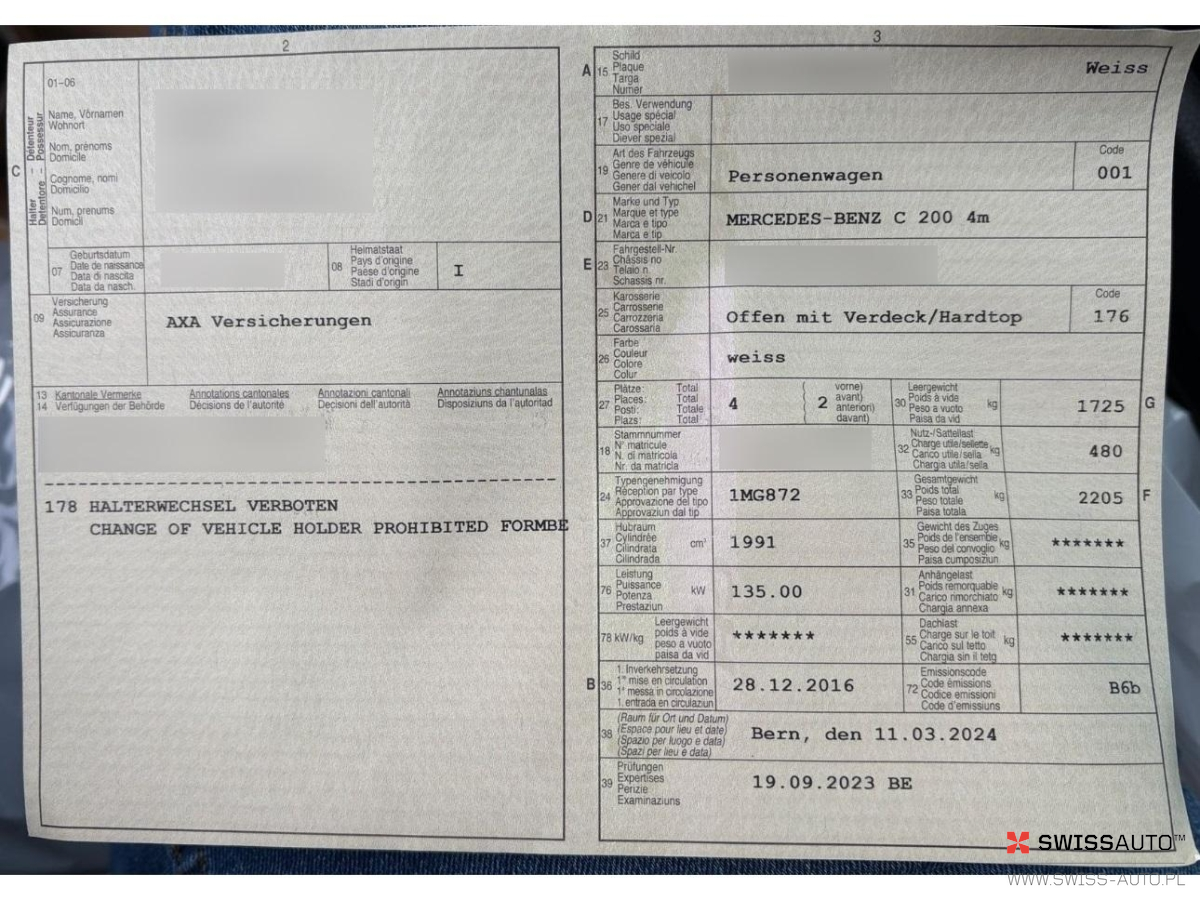 2
01-06
Halter - Détenteur
Detentore - Possessur
C
Name, Vörnamen
Wohnort
Nom, prénoms
Domicile
Cognome, nomi
Domicilio
Num, prenums
Domicil
07
Geburtsdatum
Date de naissance
Data di nascita
Data da nasch.
08
Heimatstaat
Pays d'origine
Paese d'origine
Stadi d'origin
I
09
Versicherung
Assurance
Assicurazione
Assicuranza
AXA Versicherungen
13 Kantonale Vermerke Annotations cantonales Annotazioni cantonali Annotaziuns chantunalas
14 Verfügungen der Behörde Décisions de l'autorité Decisioni dell'autorità Disposiziuns da l'autoritad
178 HALTERWECHSEL VERBOTEN
CHANGE OF VEHICLE HOLDER PROHIBITED FORMBE
3
A 15
Schild
Plaque
Targa
Numer
Weiss
17
Bes. Verwendung
Usage spécial
Uso speciale
Diever spezial
19
Art des Fahrzeugs
Genre de véhicule
Genere di veicolo
Gener dal vehichel
Personenwagen
Code
001
D 21
Marke und Typ
Marque et type
Marca e tipo
Marca e tip
MERCEDES-BENZ C 200 4m
E 23
Fahrgestell-Nr.
Châssis no
Telaio n.
Schassis nr.
25
Karosserie
Carrosserie
Carrozzeria
Carossaria
Offen mit Verdeck/Hardtop
Code
176
26
Farbe
Couleur
Colore
Colur
weiss
27
Plätze: Total
Places: Total
Posti: Totale
Plazs: Total
4
( vorne)
avant)
anterion)
( davant)
2
30
Leergewicht
Poids à vide
Peso a vuoto
Paisa da vid
kg
1725
G
18
Stammnummer
N° matricule
N. di matricola
Nr. da matricla
32
Nutz-/Sattellast
Charge utile/sellette
Carico utile/sella
Chargia utila/sella
kg
480
24
Typengenehmigung
Réception par type
Approvazione del tipo
Approvaziun dal tip
1MG872
33
Gesamtgewicht
Poids total
Peso totale
Paisa totala
kg
2205
F
37
Hubraum
Cylindrée
Cilindrata
Cilindrada
cm³
1991
35
Gewicht des Zuges
Poids de l'ensemble
Peso del convoglio
Paisa cumposiziun
kg
*******
76
Leistung
Puissance
Potenza
Prestaziun
kW
135.00
31
Anhängelast
Poids remorquable
Carico rimorchiato
Chargia annexa
kg
*******
78 kW/kg
Leergewicht
poids à vide
peso a vuoto
paisa da vid
*******
55
Dachlast
Charge sur le toit
Carico sul tetto
Chargia sin il tetg
kg
*******
B 36
1. Inverkehrsetzung
1re mise en circulation
1a messa in circolazione
1. entrada en circulaziun
28.12.2016
72
Emissionscode
Code émissions
Codice emissioni
Code d'emissiuns
B6b
38
(Raum für Ort und Datum)
(Espace pour lieu et date)
(Spazio per luogo e data)
(Spazi per lieu e data)
Bern, den 11.03.2024
39
Prüfungen
Expertises
Perizie
Examinaziuns
19.09.2023 BE
SWISSAUTO™
WWW.SWISS-AUTO.PL